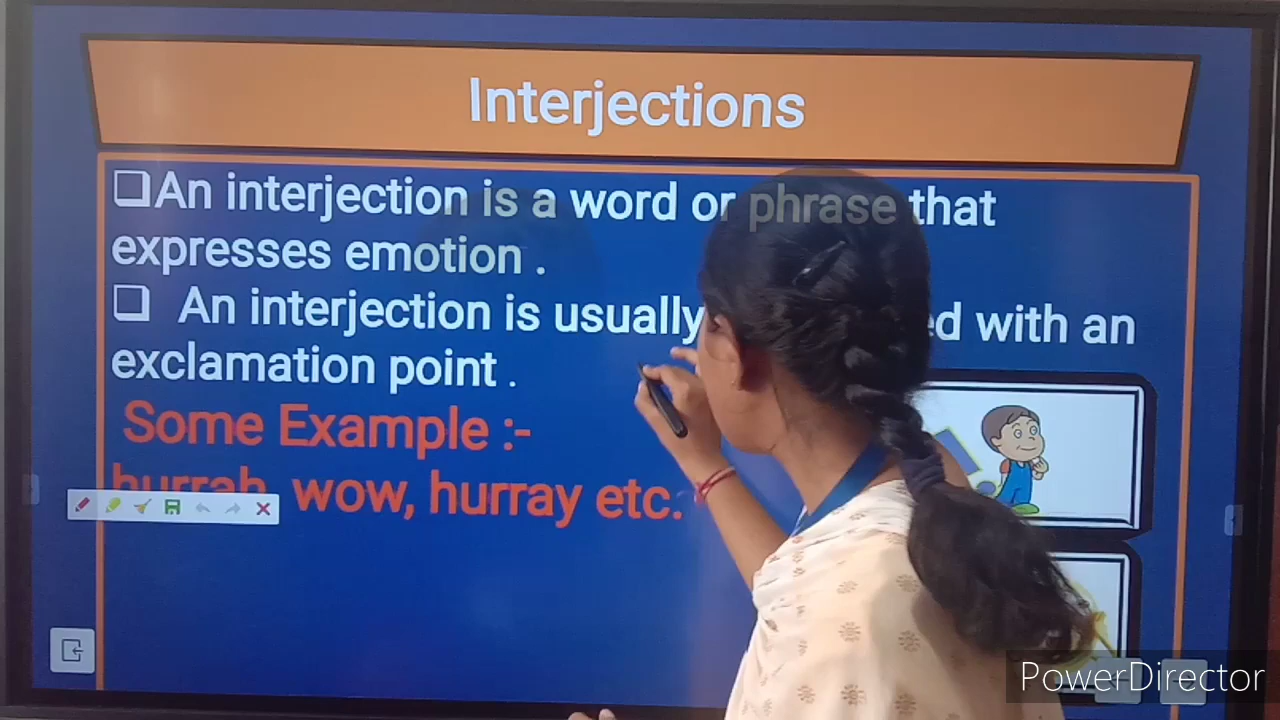 Interjections
❑An interjection is a word or phrase that
expresses emotion .
❑ An interjection is usually with an
exclamation point .
Some Example :-
hurrah wow, hurray etc.
PowerDirector